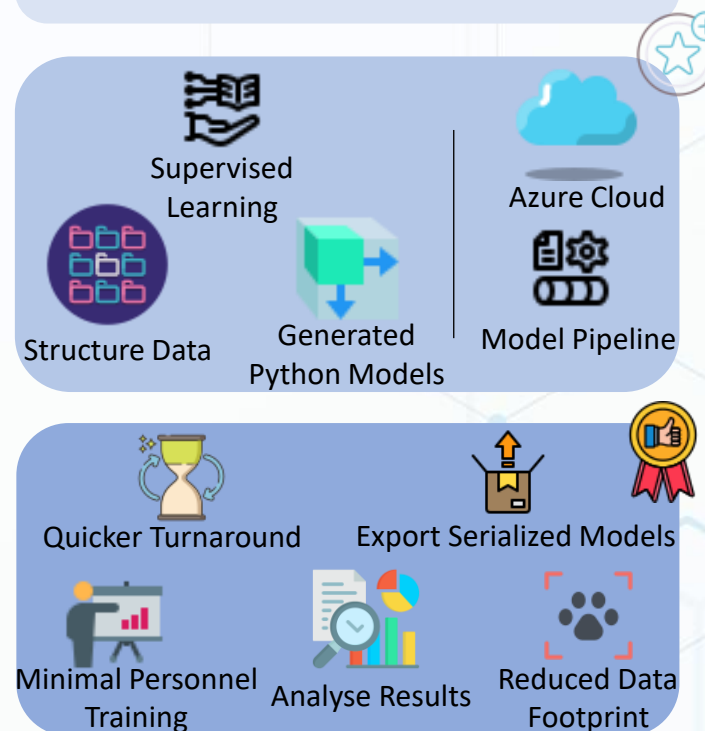 Supervised
Learning
Azure Cloud
Structure Data
Generated
Python Models
Model Pipeline
Quicker Turnaround
Export Serialized Models
Minimal Personnel
Training
Analyse Results
Reduced Data
Footprint